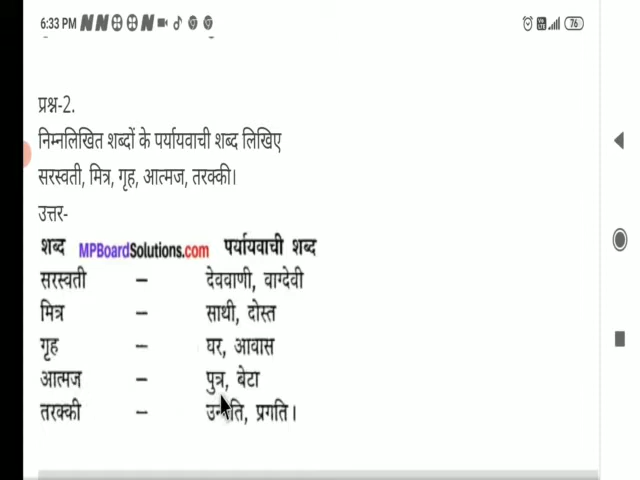 6:33 PM
76
प्रश्न-2.
निम्नलिखित शब्दों के पर्यायवाची शब्द लिखिए
सरस्वती, मित्र, गृह, आत्मज, तरक्की।
उत्तर-
शब्द MPBoardSolutions.com पर्यायवाची शब्द
सरस्वती – देववाणी, वाग्देवी
मित्र – साथी, दोस्त
गृह – घर, आवास
आत्मज – पुत्र, बेटा
तरक्की – उन्नति, प्रगति।